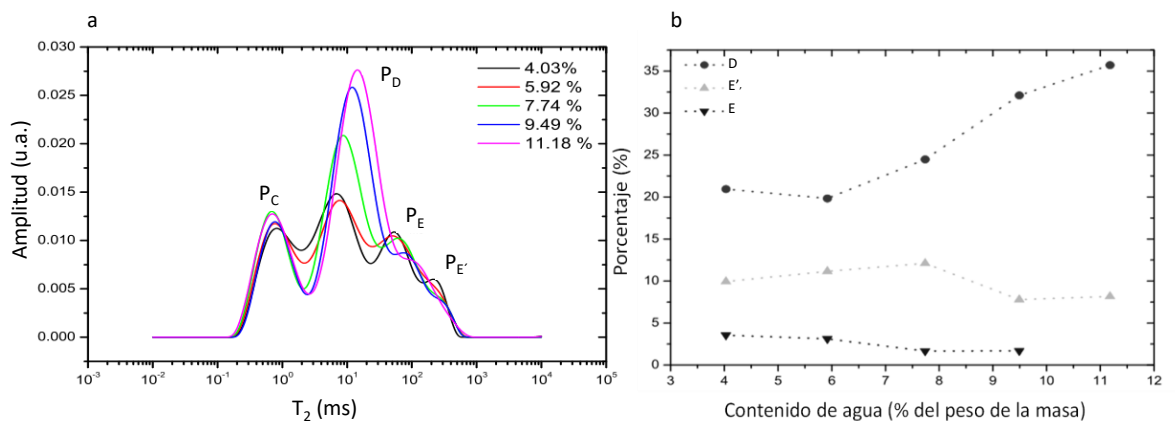 a
Amplitud (u.a.)
0.030
0.025
0.020
0.015
0.010
0.005
0.000
P_C
P_D
P_E
P_E´
4.03%
5.92 %
7.74 %
9.49 %
11.18 %
10^-3 10^-2 10^-1 10^0 10^1 10^2 10^3 10^4 10^5
T_2 (ms)
b
Porcentaje (%)
35
30
25
20
15
10
5
0
D
E´,
E
3 4 5 6 7 8 9 10 11 12
Contenido de agua (% del peso de la masa)